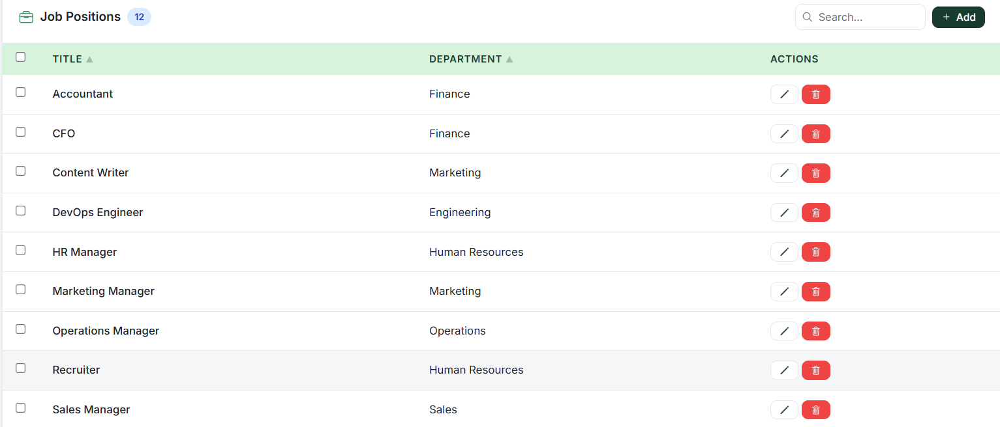 Job Positions 12 Search... + Add
TITLE ▲ DEPARTMENT ▲ ACTIONS
Accountant Finance
CFO Finance
Content Writer Marketing
DevOps Engineer Engineering
HR Manager Human Resources
Marketing Manager Marketing
Operations Manager Operations
Recruiter Human Resources
Sales Manager Sales